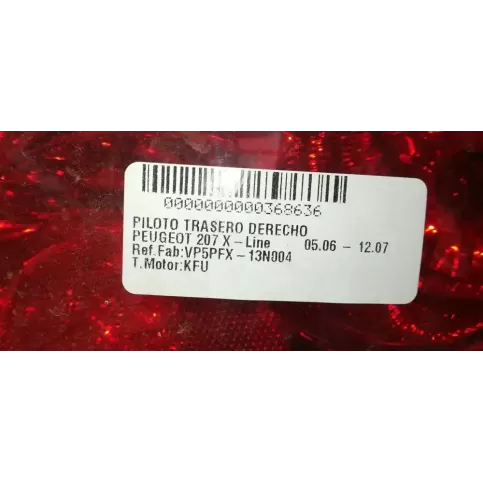 0000000000368636
PILOTO TRASERO DERECHO
PEUGEOT 207 X-Line 05.06 - 12.07
Ref.Fab:VP5PFX-13N004
T.Motor:KFU